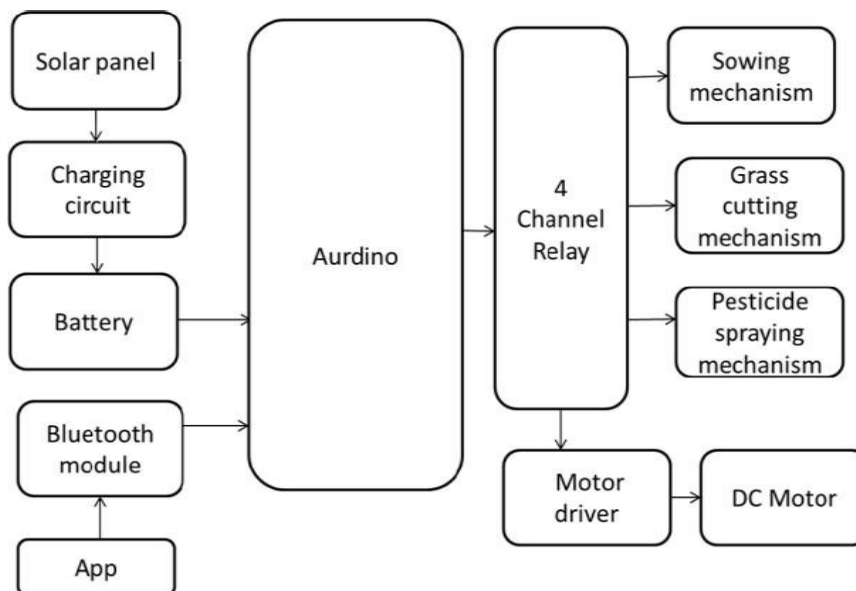 Solar panel
Charging
circuit
Battery
Bluetooth
module
App
Aurdino
4
Channel
Relay
Sowing
mechanism
Grass
cutting
mechanism
Pesticide
spraying
mechanism
Motor
driver
DC Motor